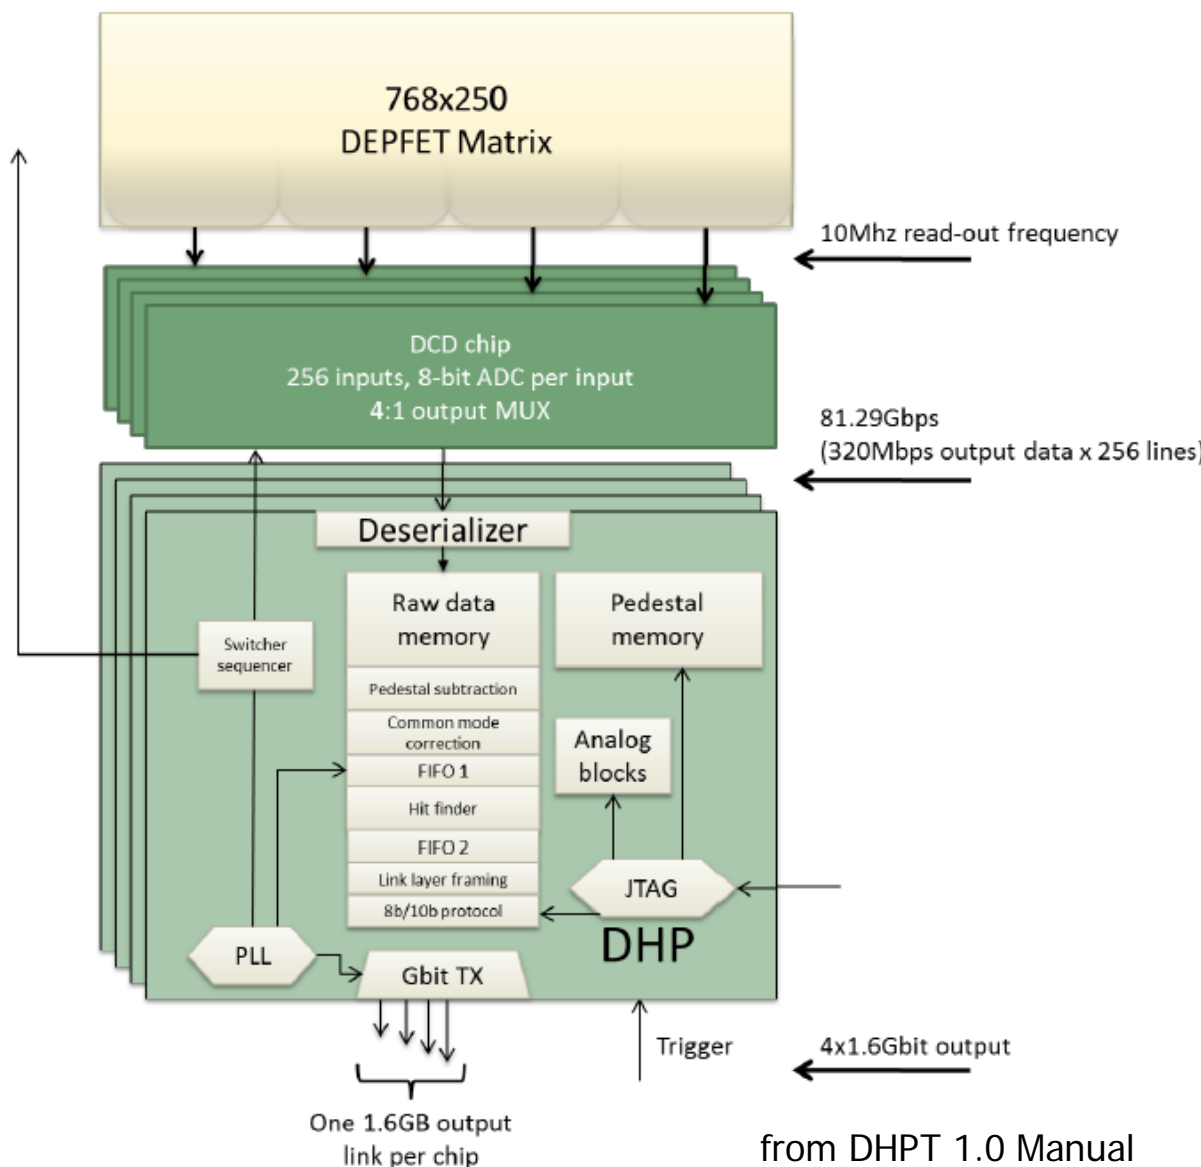 768x250
DEPFET Matrix
10Mhz read-out frequency
DCD chip
256 inputs, 8-bit ADC per input
4:1 output MUX
81.29Gbps
(320Mbps output data x 256 lines)
Deserializer
Raw data
memory
Pedestal
memory
Switcher
sequencer
Pedestal subtraction
Common mode
correction
Analog
blocks
FIFO 1
Hit finder
FIFO 2
Link layer framing
JTAG
8b/10b protocol
DHP
PLL
Gbit TX
Trigger
4x1.6Gbit output
One 1.6GB output
link per chip
from DHPT 1.0 Manual